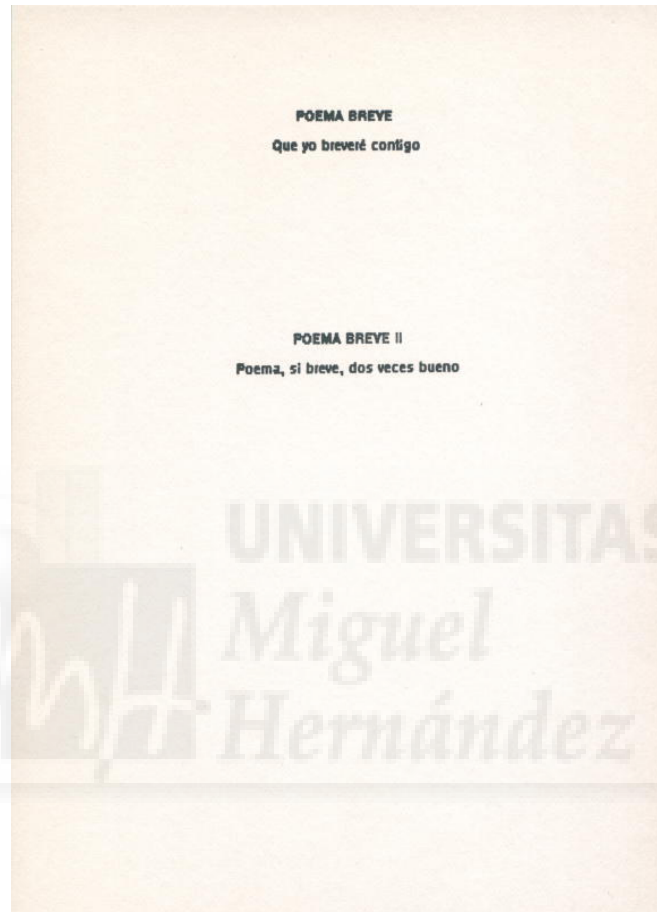 POEMA BREVE
Que yo breveré contigo
POEMA BREVE II
Poema, si breve, dos veces bueno
UNIVERSITAS
Miguel
Hernández